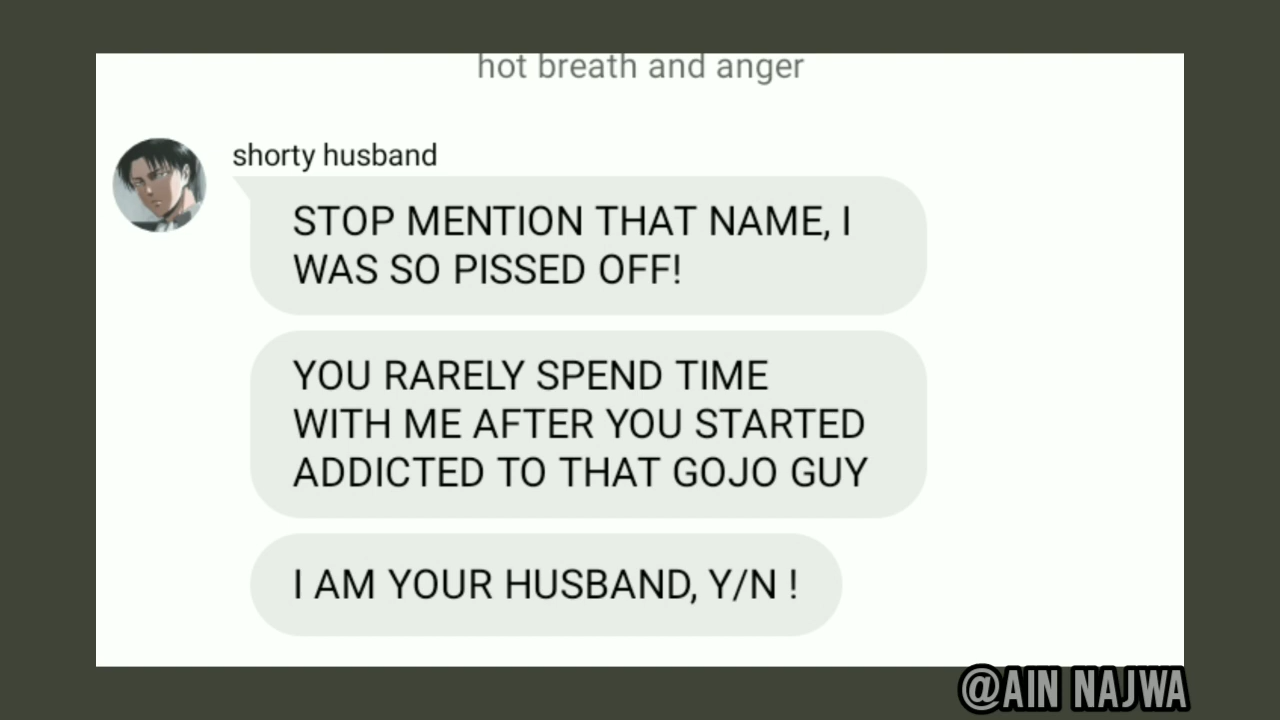 hot breath and anger
shorty husband
STOP MENTION THAT NAME, I
WAS SO PISSED OFF!
YOU RARELY SPEND TIME
WITH ME AFTER YOU STARTED
ADDICTED TO THAT GOJO GUY
I AM YOUR HUSBAND, Y/N !
@AIN NAJWA